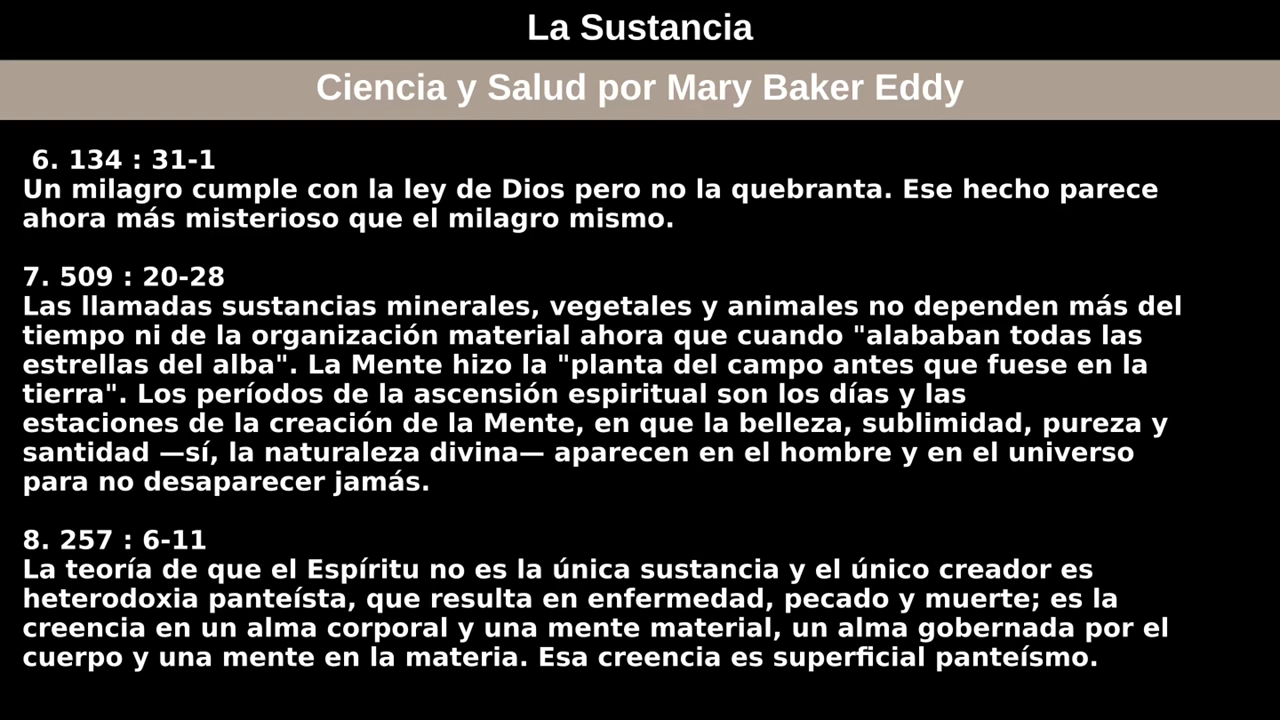 La Sustancia
Ciencia y Salud por Mary Baker Eddy
6. 134 : 31-1
Un milagro cumple con la ley de Dios pero no la quebranta. Ese hecho parece
ahora más misterioso que el milagro mismo.
7. 509 : 20-28
Las llamadas sustancias minerales, vegetales y animales no dependen más del
tiempo ni de la organización material ahora que cuando "alababan todas las
estrellas del alba". La Mente hizo la "planta del campo antes que fuese en la
tierra". Los períodos de la ascensión espiritual son los días y las
estaciones de la creación de la Mente, en que la belleza, sublimidad, pureza y
santidad —sí, la naturaleza divina— aparecen en el hombre y en el universo
para no desaparecer jamás.
8. 257 : 6-11
La teoría de que el Espíritu no es la única sustancia y el único creador es
heterodoxia panteísta, que resulta en enfermedad, pecado y muerte; es la
creencia en un alma corporal y una mente material, un alma gobernada por el
cuerpo y una mente en la materia. Esa creencia es superficial panteísmo.